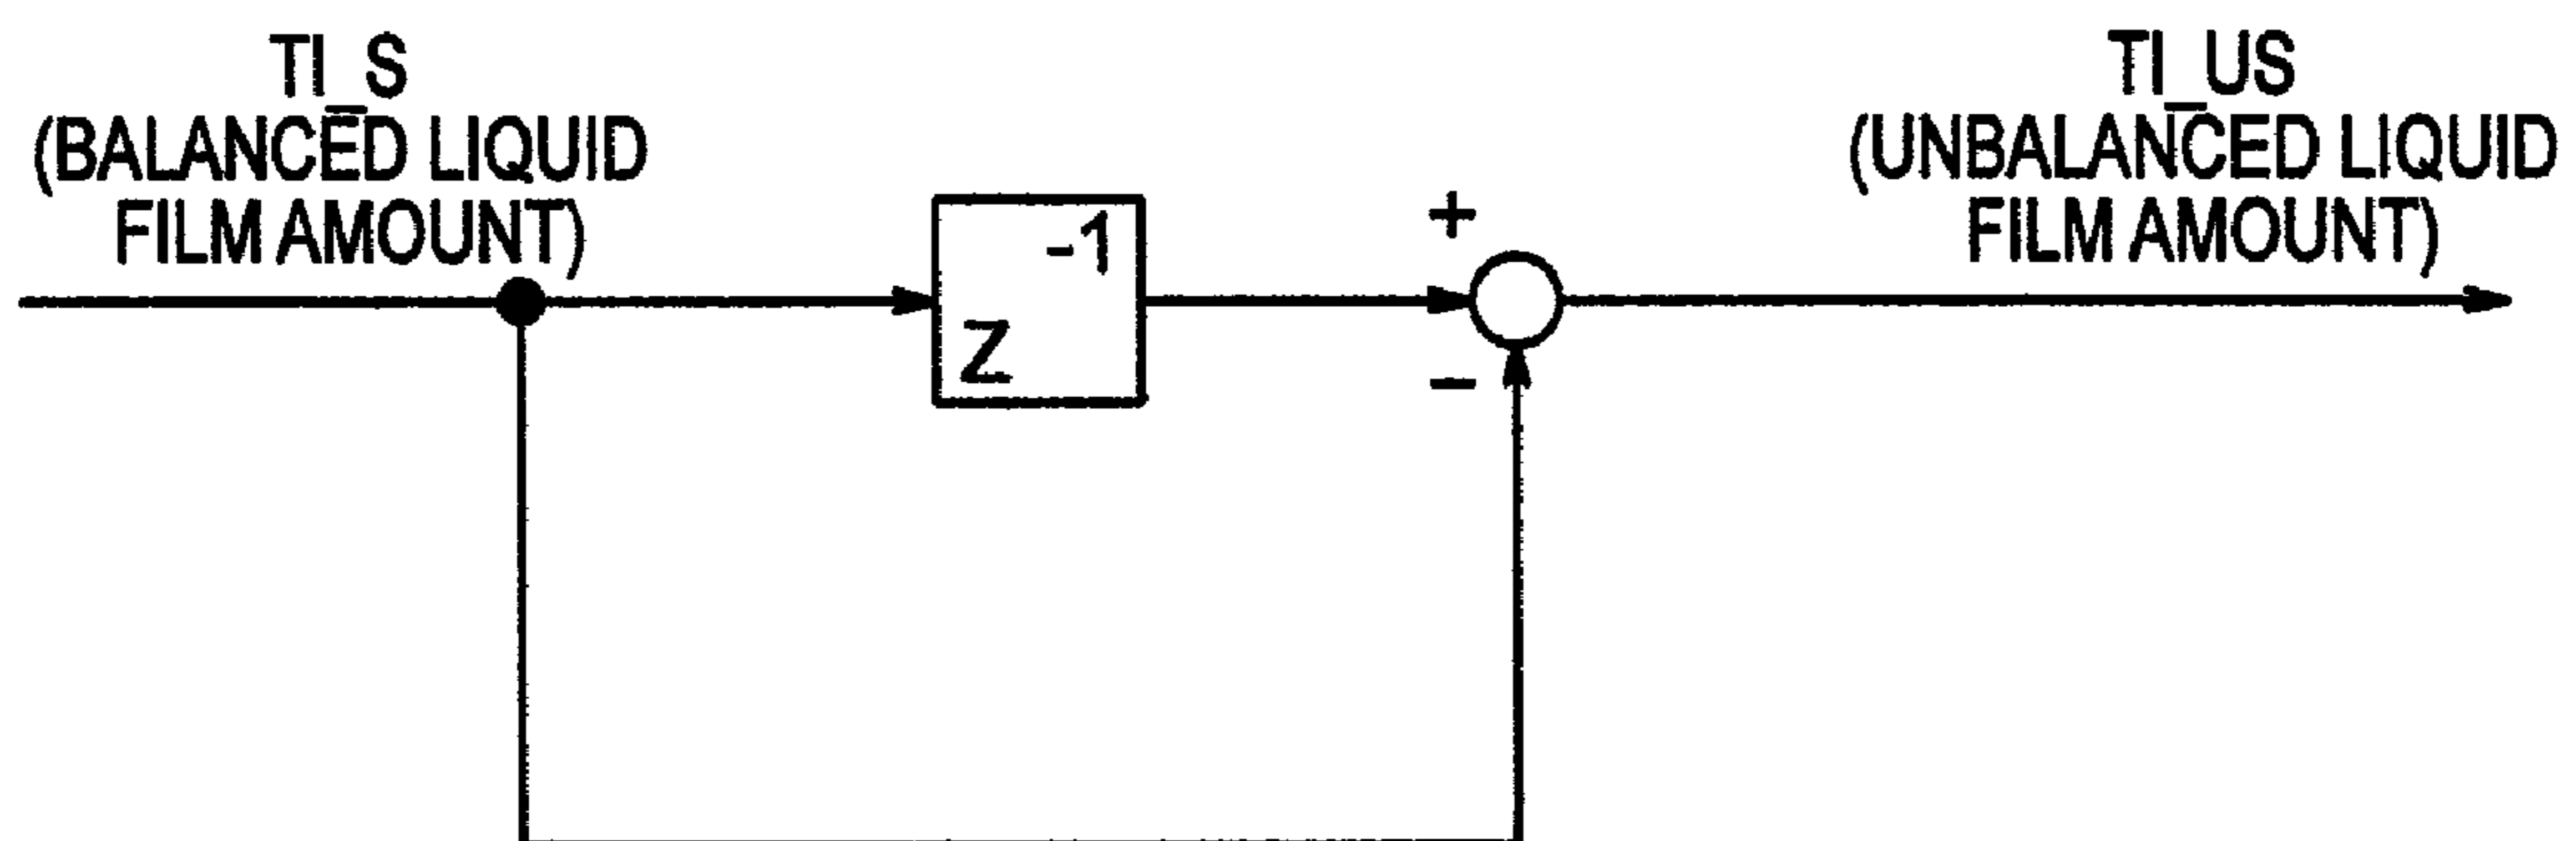 TI_S
(BALANCED LIQUID
FILM AMOUNT)
TI_US
(UNBALANCED LIQUID
FILM AMOUNT)
-1
Z
+
−